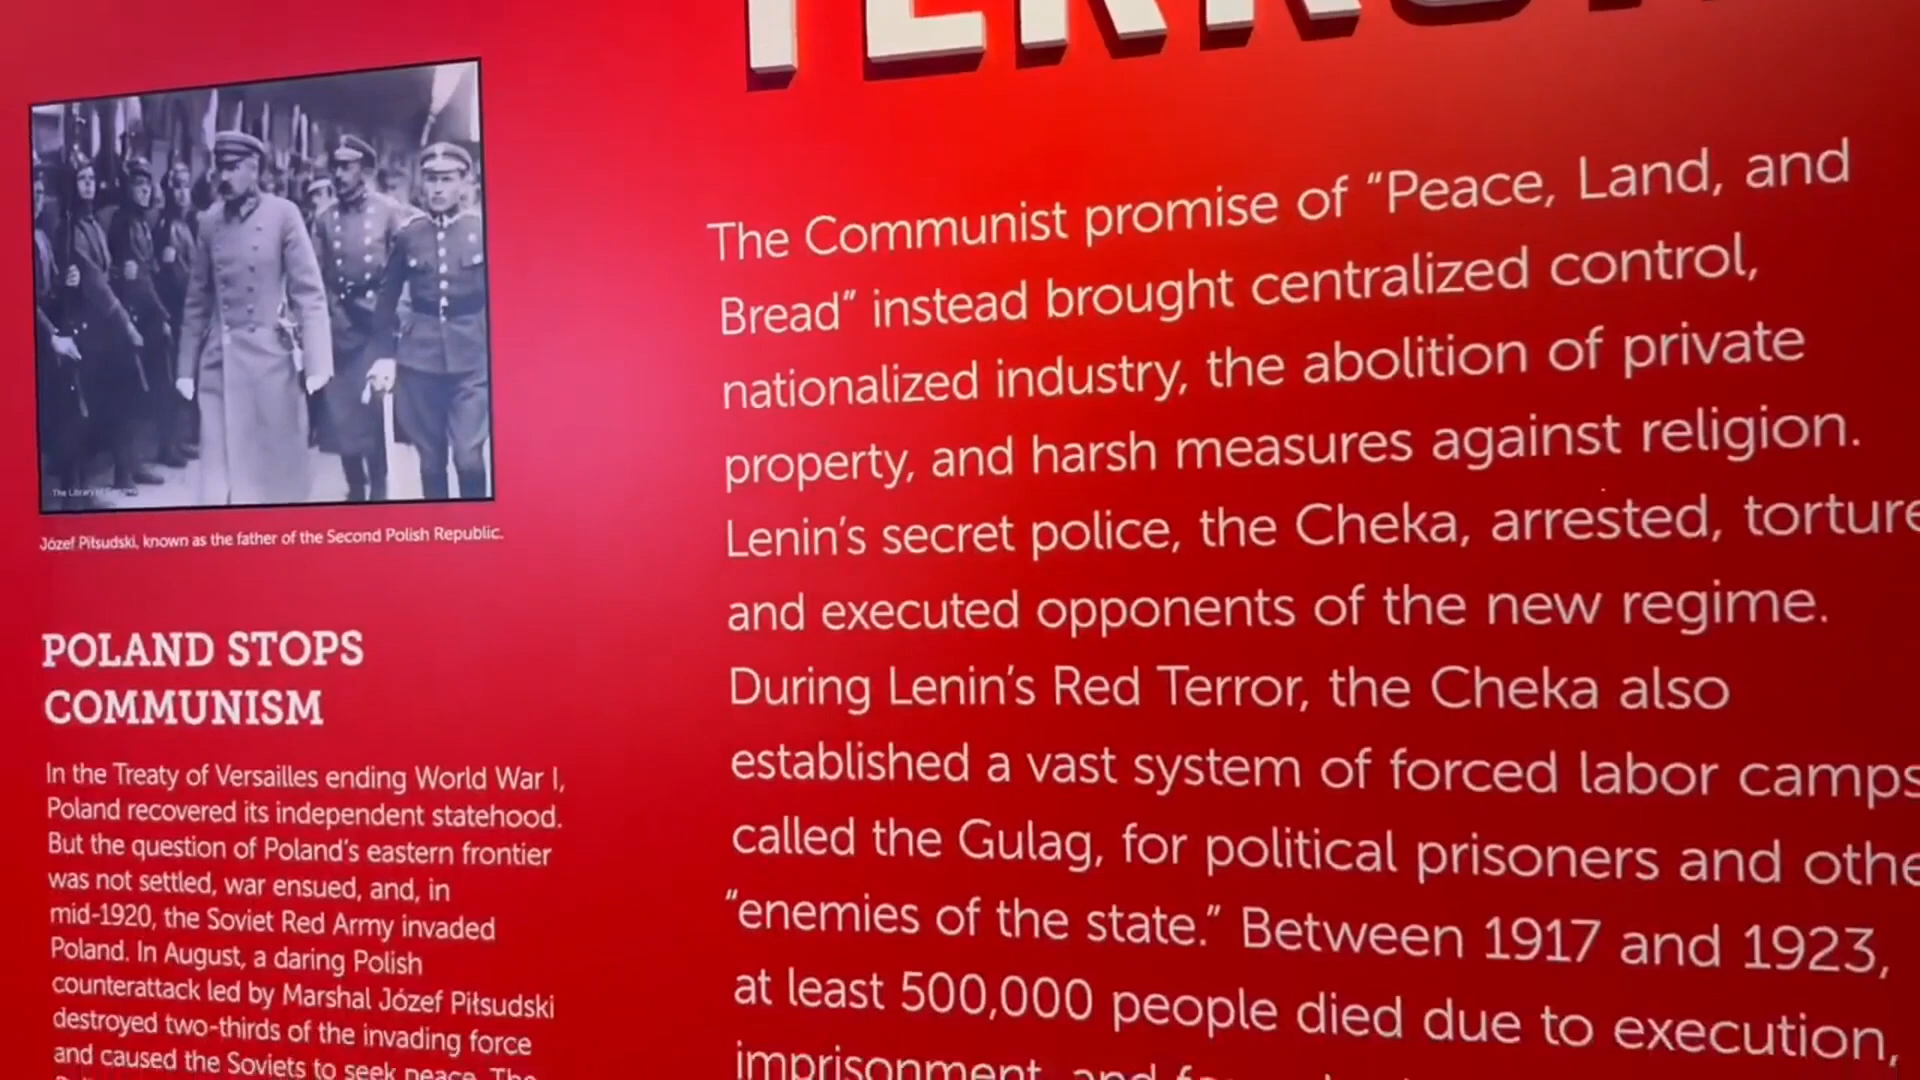 The Library of
Józef Piłsudski, known as the father of the Second Polish Republic.
POLAND STOPS
COMMUNISM
In the Treaty of Versailles ending World War I,
Poland recovered its independent statehood.
But the question of Poland's eastern frontier
was not settled, war ensued, and, in
mid-1920, the Soviet Red Army invaded
Poland. In August, a daring Polish
counterattack led by Marshal Józef Piłsudski
destroyed two-thirds of the invading force
and caused the Soviets to seek peace. The
The Communist promise of "Peace, Land, and
Bread" instead brought centralized control,
nationalized industry, the abolition of private
property, and harsh measures against religion.
Lenin's secret police, the Cheka, arrested, torture
and executed opponents of the new regime.
During Lenin's Red Terror, the Cheka also
established a vast system of forced labor camps
called the Gulag, for political prisoners and othe
"enemies of the state." Between 1917 and 1923,
at least 500,000 people died due to execution,
imprisonment, and